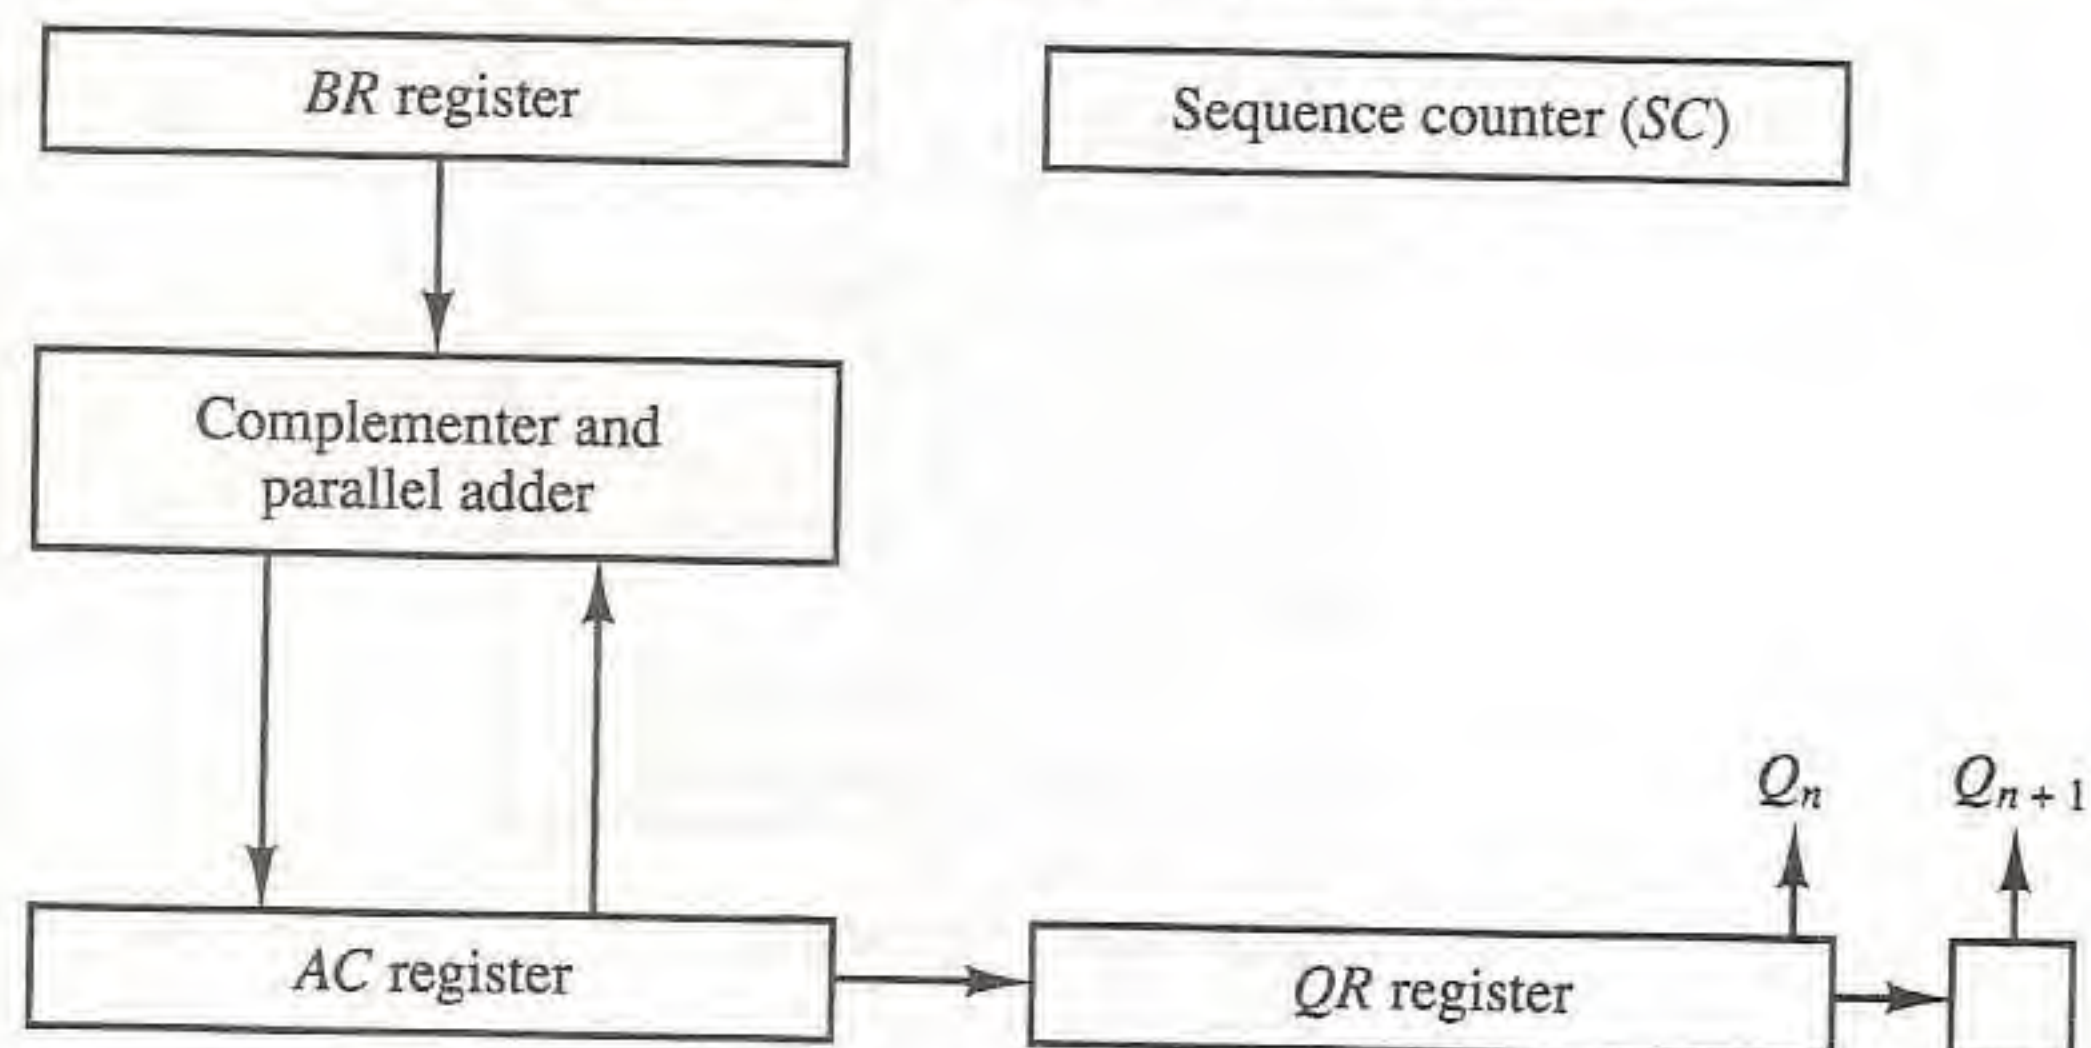 BR register
Sequence counter (SC)
Complementer and
parallel adder
Qn
Qn + 1
AC register
QR register